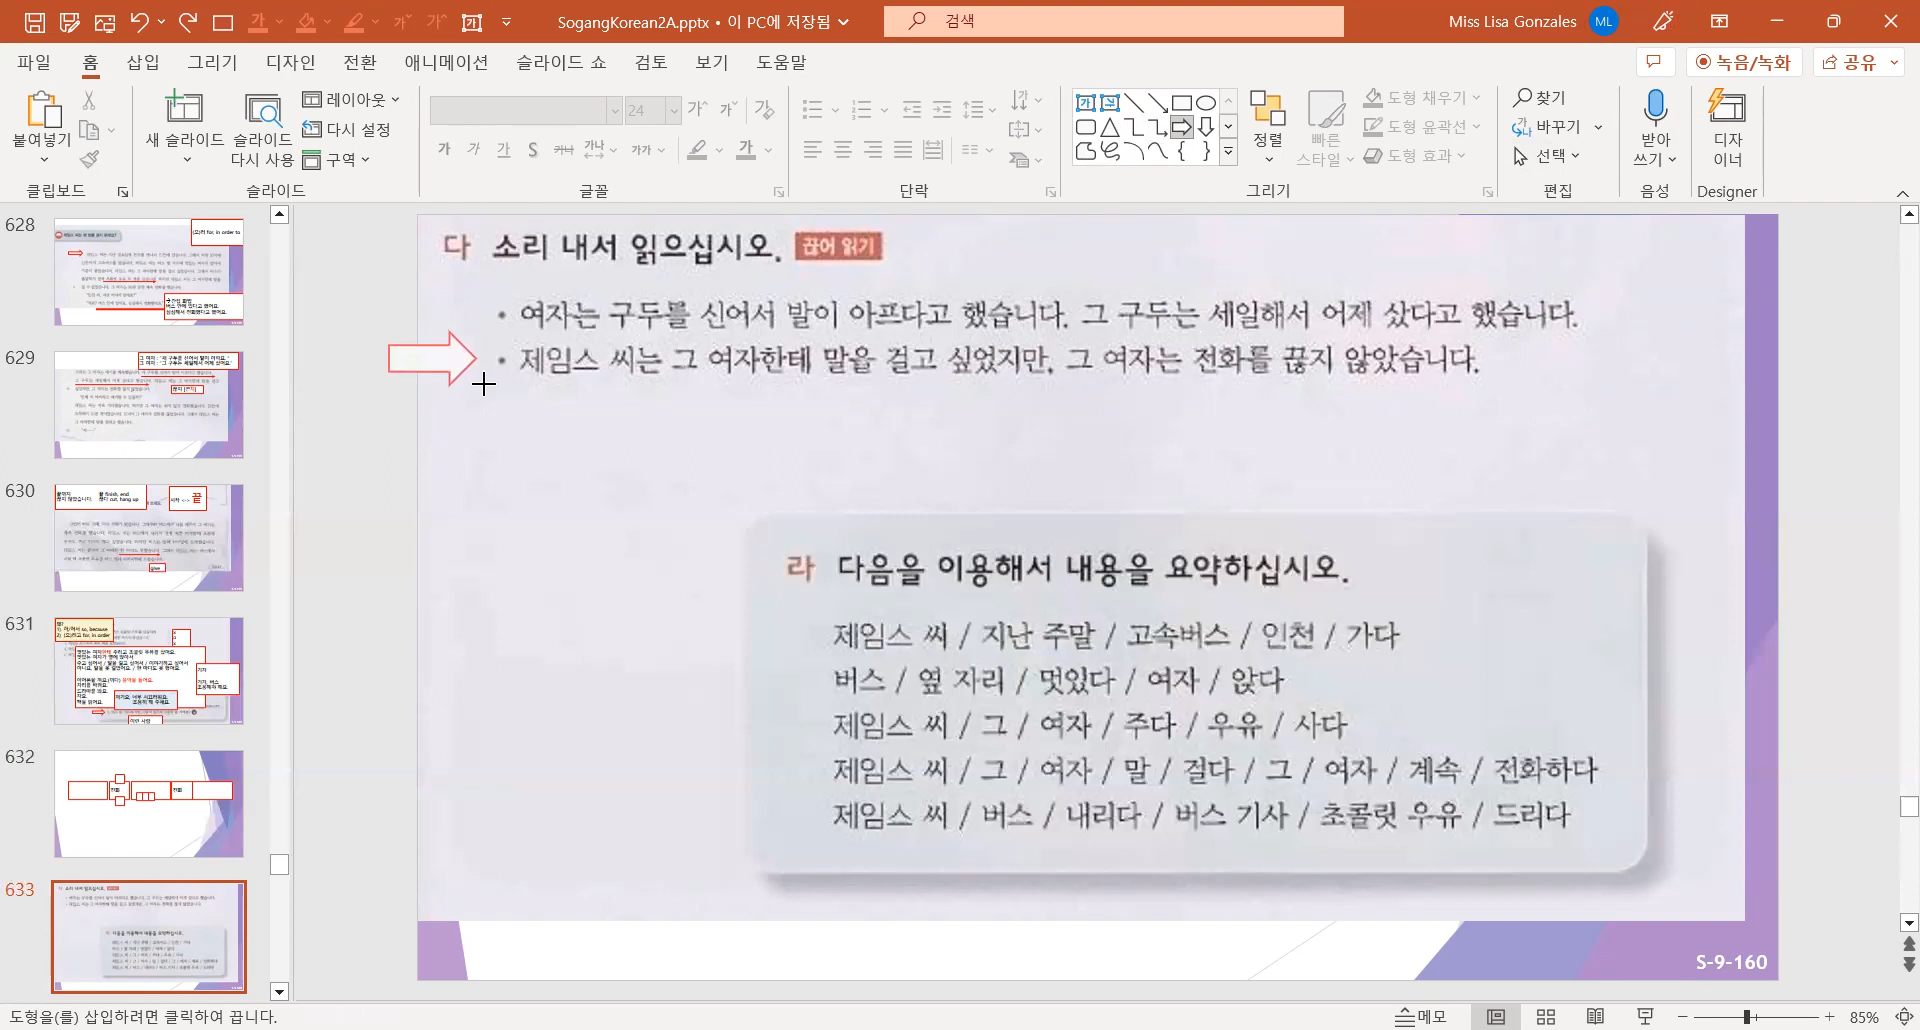 SogangKorean2A.pptx • 이 PC에 저장됨
검색
Miss Lisa Gonzales
ML
파일 홈 삽입 그리기 디자인 전환 애니메이션 슬라이드 쇼 검토 보기 도움말
녹음/녹화
공유
붙여넣기
클립보드
새 슬라이드
슬라이드 다시 사용
레이아웃
다시 설정
구역
슬라이드
24
글꼴
단락
정렬
빠른 스타일
도형 채우기
도형 윤곽선
도형 효과
그리기
찾기
바꾸기
선택
편집
받아쓰기
음성
디자이너
Designer
628
629
630
631
632
633
다 소리 내서 읽으십시오. 끊어 읽기
• 여자는 구두를 신어서 발이 아프다고 했습니다. 그 구두는 세일해서 어제 샀다고 했습니다.
• 제임스 씨는 그 여자한테 말을 걸고 싶었지만, 그 여자는 전화를 끊지 않았습니다.
라 다음을 이용해서 내용을 요약하십시오.
제임스 씨 / 지난 주말 / 고속버스 / 인천 / 가다
버스 / 옆 자리 / 멋있다 / 여자 / 앉다
제임스 씨 / 그 / 여자 / 주다 / 우유 / 사다
제임스 씨 / 그 / 여자 / 말 / 걸다 / 그 / 여자 / 계속 / 전화하다
제임스 씨 / 버스 / 내리다 / 버스 기사 / 초콜릿 우유 / 드리다
S-9-160
도형을(를) 삽입하려면 클릭하여 끕니다.
메모
85%